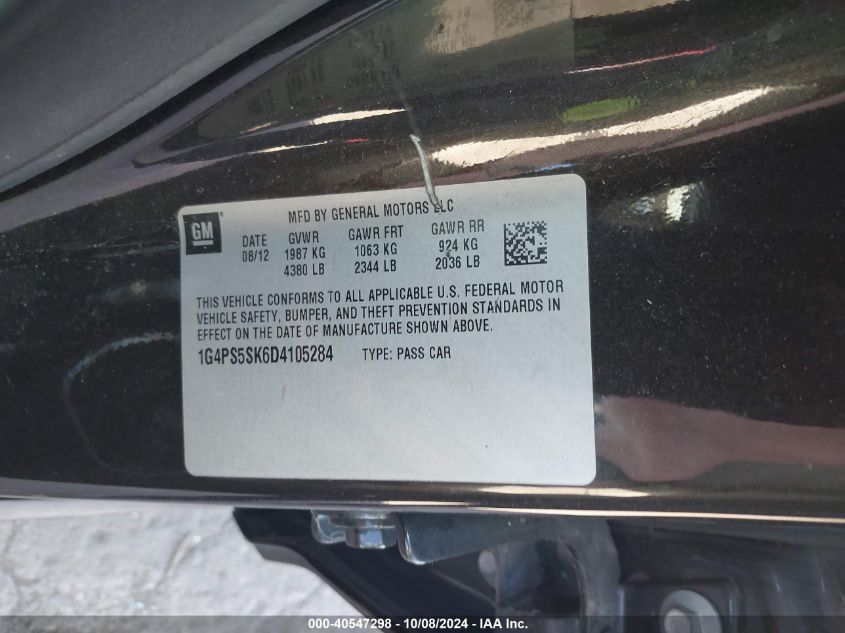 MFD BY GENERAL MOTORS LLC
GM
DATE GVWR GAWR FRT GAWR RR
08/12 1987 KG 1063 KG 924 KG
4380 LB 2344 LB 2036 LB
THIS VEHICLE CONFORMS TO ALL APPLICABLE U.S. FEDERAL MOTOR
VEHICLE SAFETY, BUMPER, AND THEFT PREVENTION STANDARDS IN
EFFECT ON THE DATE OF MANUFACTURE SHOWN ABOVE.
1G4PS5SK6D4105284 TYPE: PASS CAR
000-40547298 - 10/08/2024 - IAA Inc.